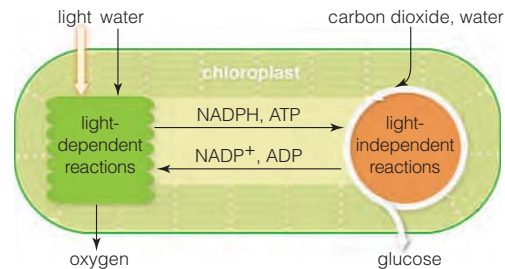 light water
carbon dioxide, water
chloroplast
light-
dependent
reactions
NADPH, ATP
NADP+, ADP
light-
independent
reactions
oxygen
glucose